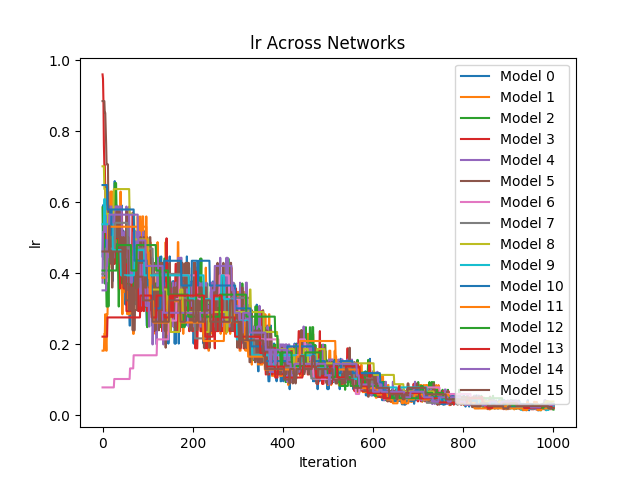 lr Across Networks
lr
1.0
0.8
0.6
0.4
0.2
0.0
0
200
400
600
800
1000
Iteration
Model 0
Model 1
Model 2
Model 3
Model 4
Model 5
Model 6
Model 7
Model 8
Model 9
Model 10
Model 11
Model 12
Model 13
Model 14
Model 15